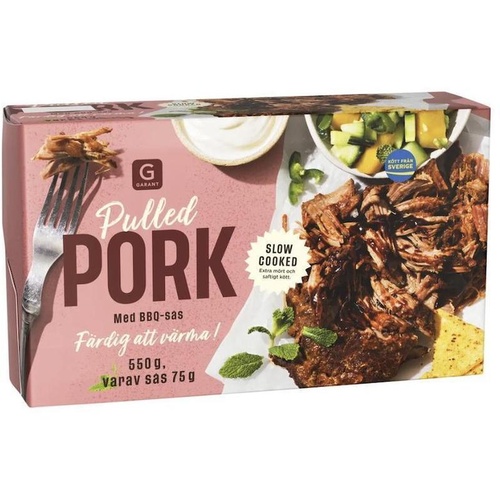 PORK
G
GARANT
KÖTT FRÅN
SVERIGE
Pulled
PORK
Med BBQ-sås
Färdig att värma!
550 g,
varav sås 75 g
SLOW
COOKED
Extra mört och
saftigt kött.